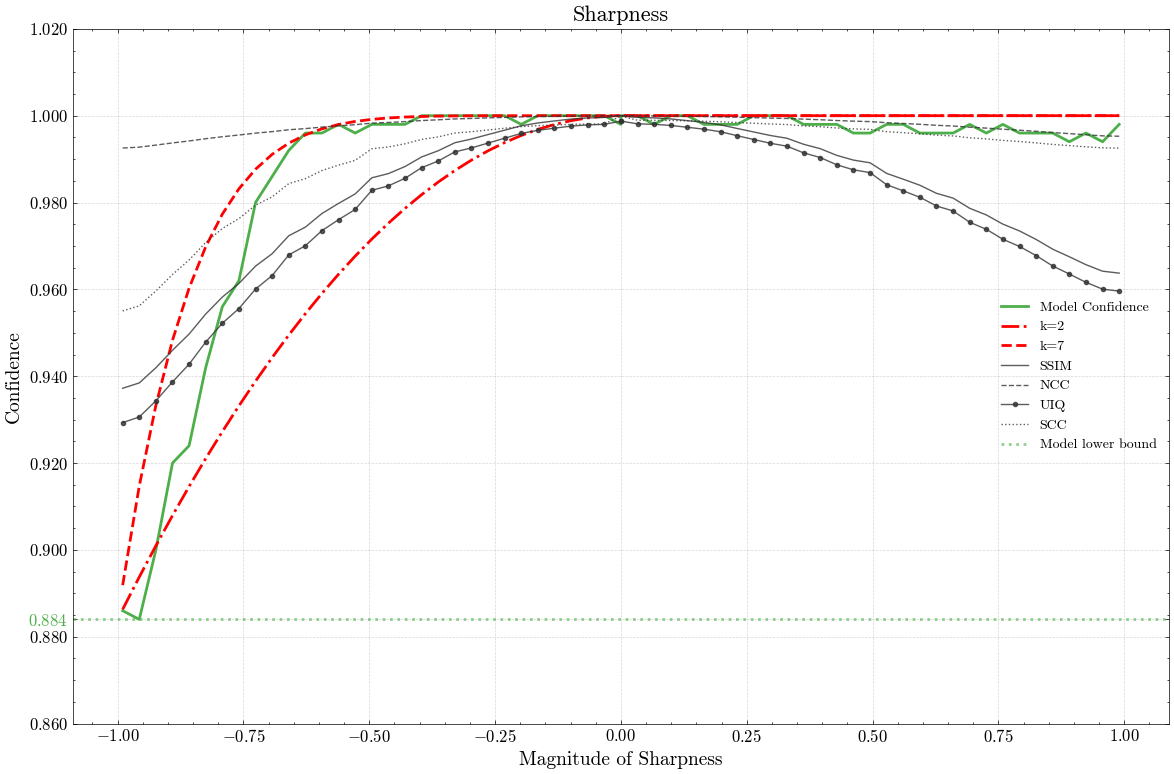 Sharpness
1.020
1.000
0.980
0.960
0.940
0.920
0.900
0.884
0.880
0.860
Confidence
Model Confidence
k=2
k=7
SSIM
NCC
UIQ
SCC
Model lower bound
−1.00 −0.75 −0.50 −0.25 0.00 0.25 0.50 0.75 1.00
Magnitude of Sharpness